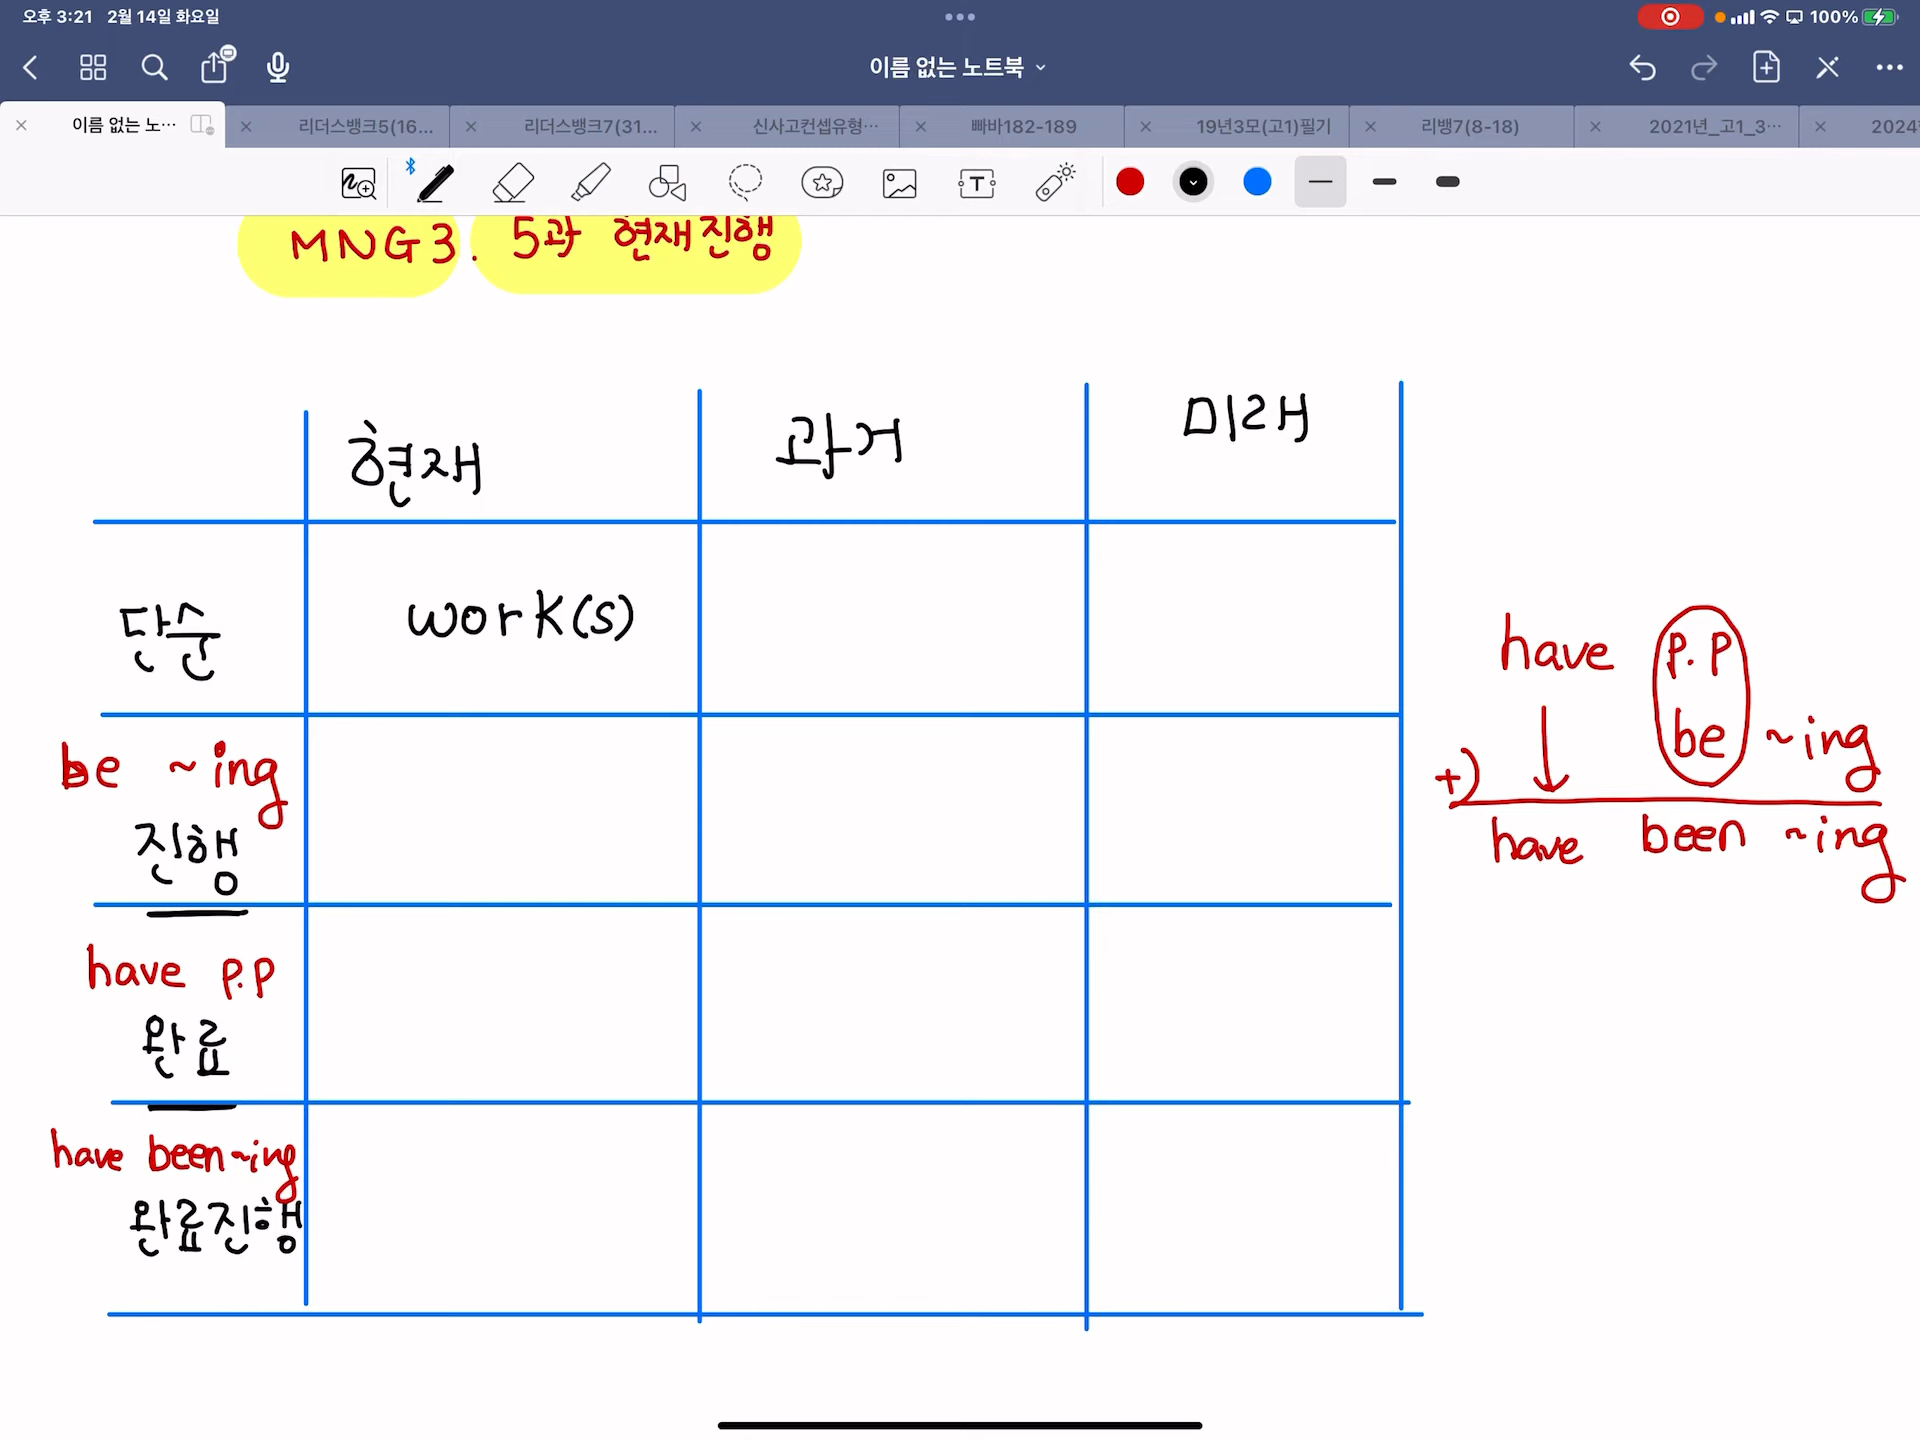 오후 3:21 2월 14일 화요일
100%
이름 없는 노트북
이름 없는 노…
리더스뱅크5(16...
리더스뱅크7(31...
신사고컨셉유형…
빠바182-189
19년3모(고1)필기
리뱅7(8-18)
2021년_고1_3…
2024
MNG3. 5과 현재진행
현재 과거 미래
단순 work(s)
be ~ing
진행
have p.p
완료
have been~ing
완료진행
have p.p
be ~ing
+)
have been ~ing